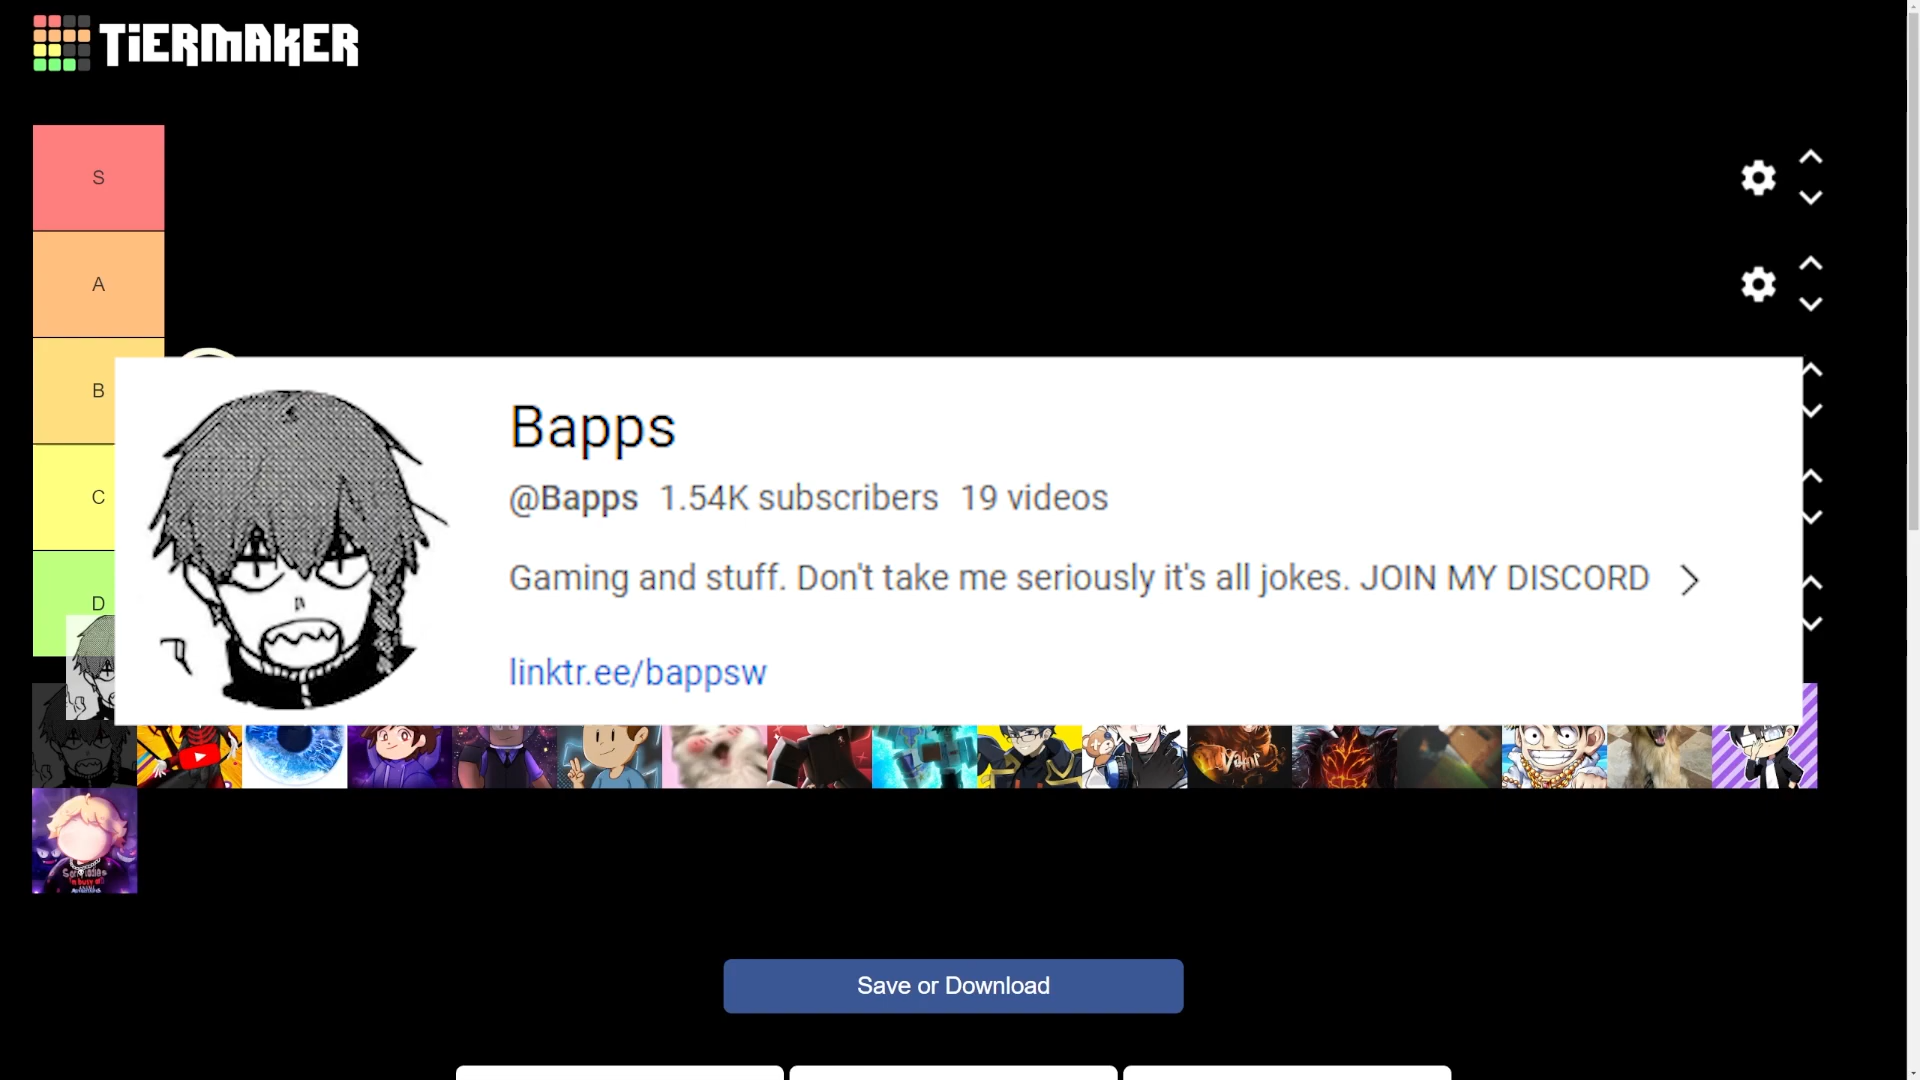 TiERMAKER
S
A
B
C
D
Bapps
@Bapps 1.54K subscribers 19 videos
Gaming and stuff. Don't take me seriously it's all jokes. JOIN MY DISCORD
linktr.ee/bappsw
Save or Download